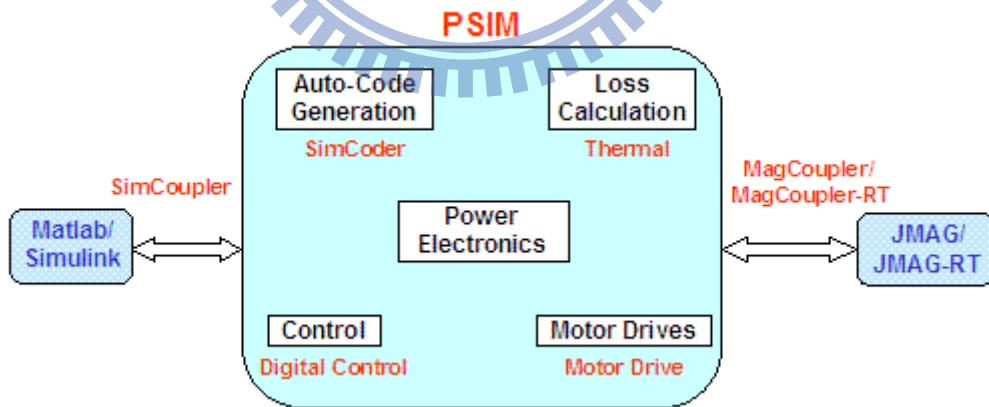 PSIM
Auto-Code
Generation
SimCoder
Loss
Calculation
Thermal
SimCoupler
MagCoupler/
MagCoupler-RT
Matlab/
Simulink
Power
Electronics
JMAG/
JMAG-RT
Control
Digital Control
Motor Drives
Motor Drive